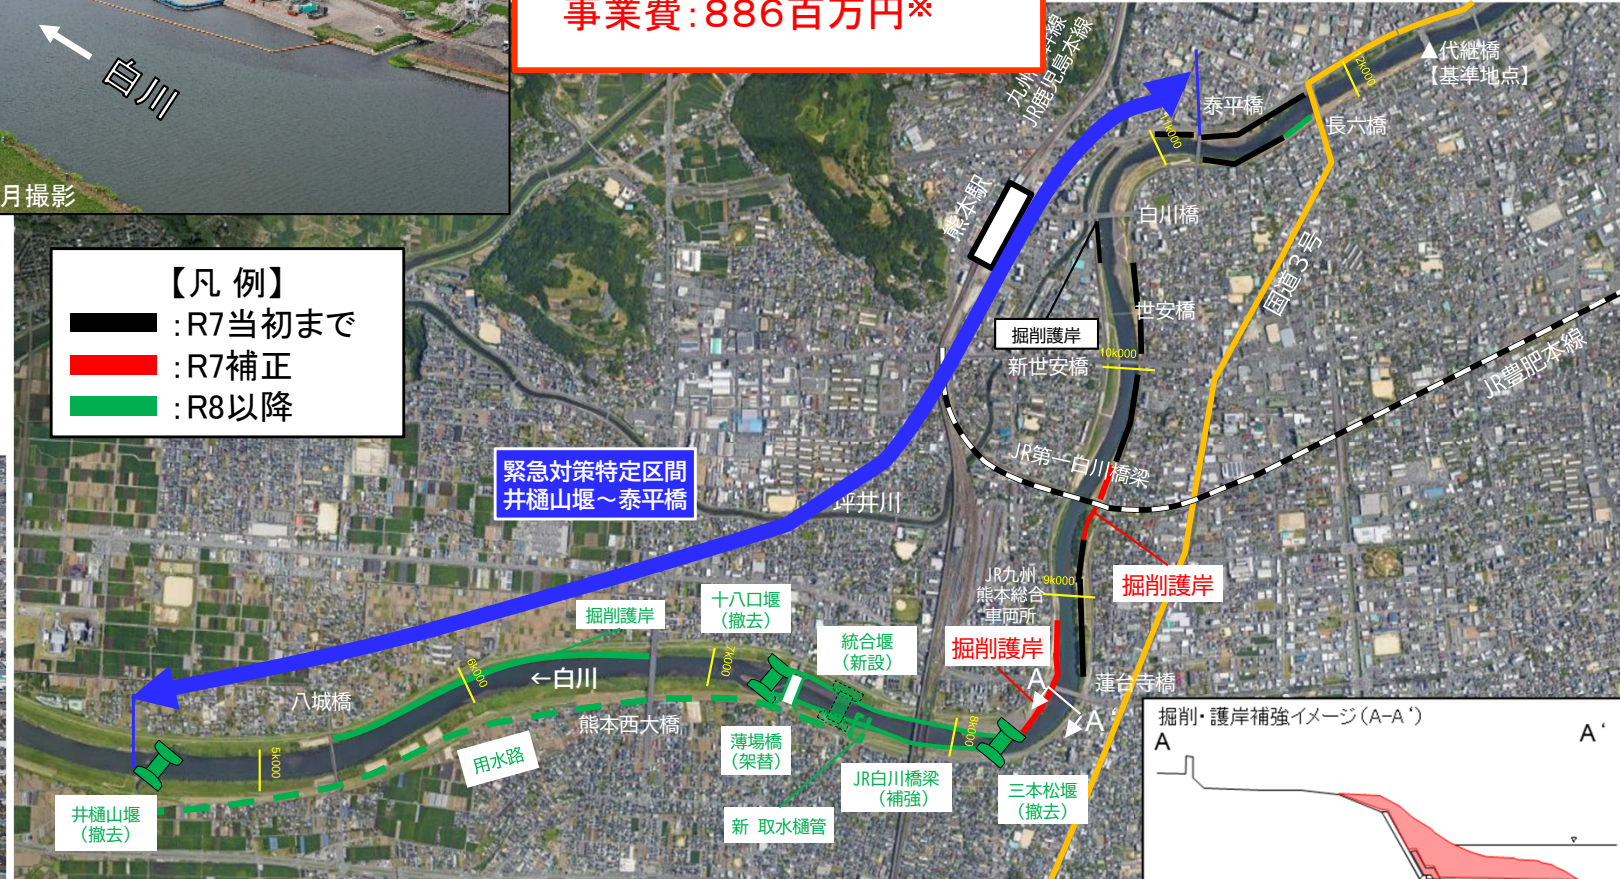 事業費:886百万円※
白川
月撮影
【凡 例】
:R7当初まで
:R7補正
:R8以降
JR鹿児島本線
▲代継橋
【基準地点】
2k000
泰平橋
長六橋
11k000
熊本駅
白川橋
国道3号
世安橋
掘削護岸
10k000
新世安橋
JR豊肥本線
JR第一白川橋梁
緊急対策特定区間
井樋山堰~泰平橋
坪井川
JR九州
熊本総合
車両所
9k000
掘削護岸
掘削護岸
十八口堰
(撤去)
掘削護岸
統合堰
(新設)
蓮台寺橋
A
A‘
6k000
←白川
7k000
八城橋
熊本西大橋
8k000
5k000
用水路
薄場橋
(架替)
JR白川橋梁
(補強)
三本松堰
(撤去)
井樋山堰
(撤去)
新 取水樋管
掘削・護岸補強イメージ(A-A‘)
A
A‘